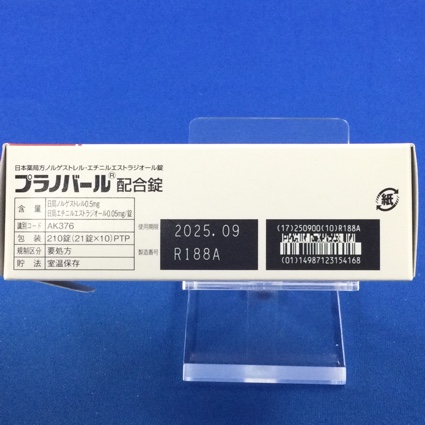 日本薬局方 ノルゲストレル・エチニルエストラジオール錠
プラノバール® 配合錠
含 量 日局ノルゲストレル0.5mg
日局エチニルエストラジオール0.05mg/錠
識別コード AK376
包 装 210錠(21錠×10)PTP
規制区分 要処方
貯 法 室温保存
使用期限 2025.09
製造番号 R188A
(17)250900(10)R188A
(01)14987123154168
紙